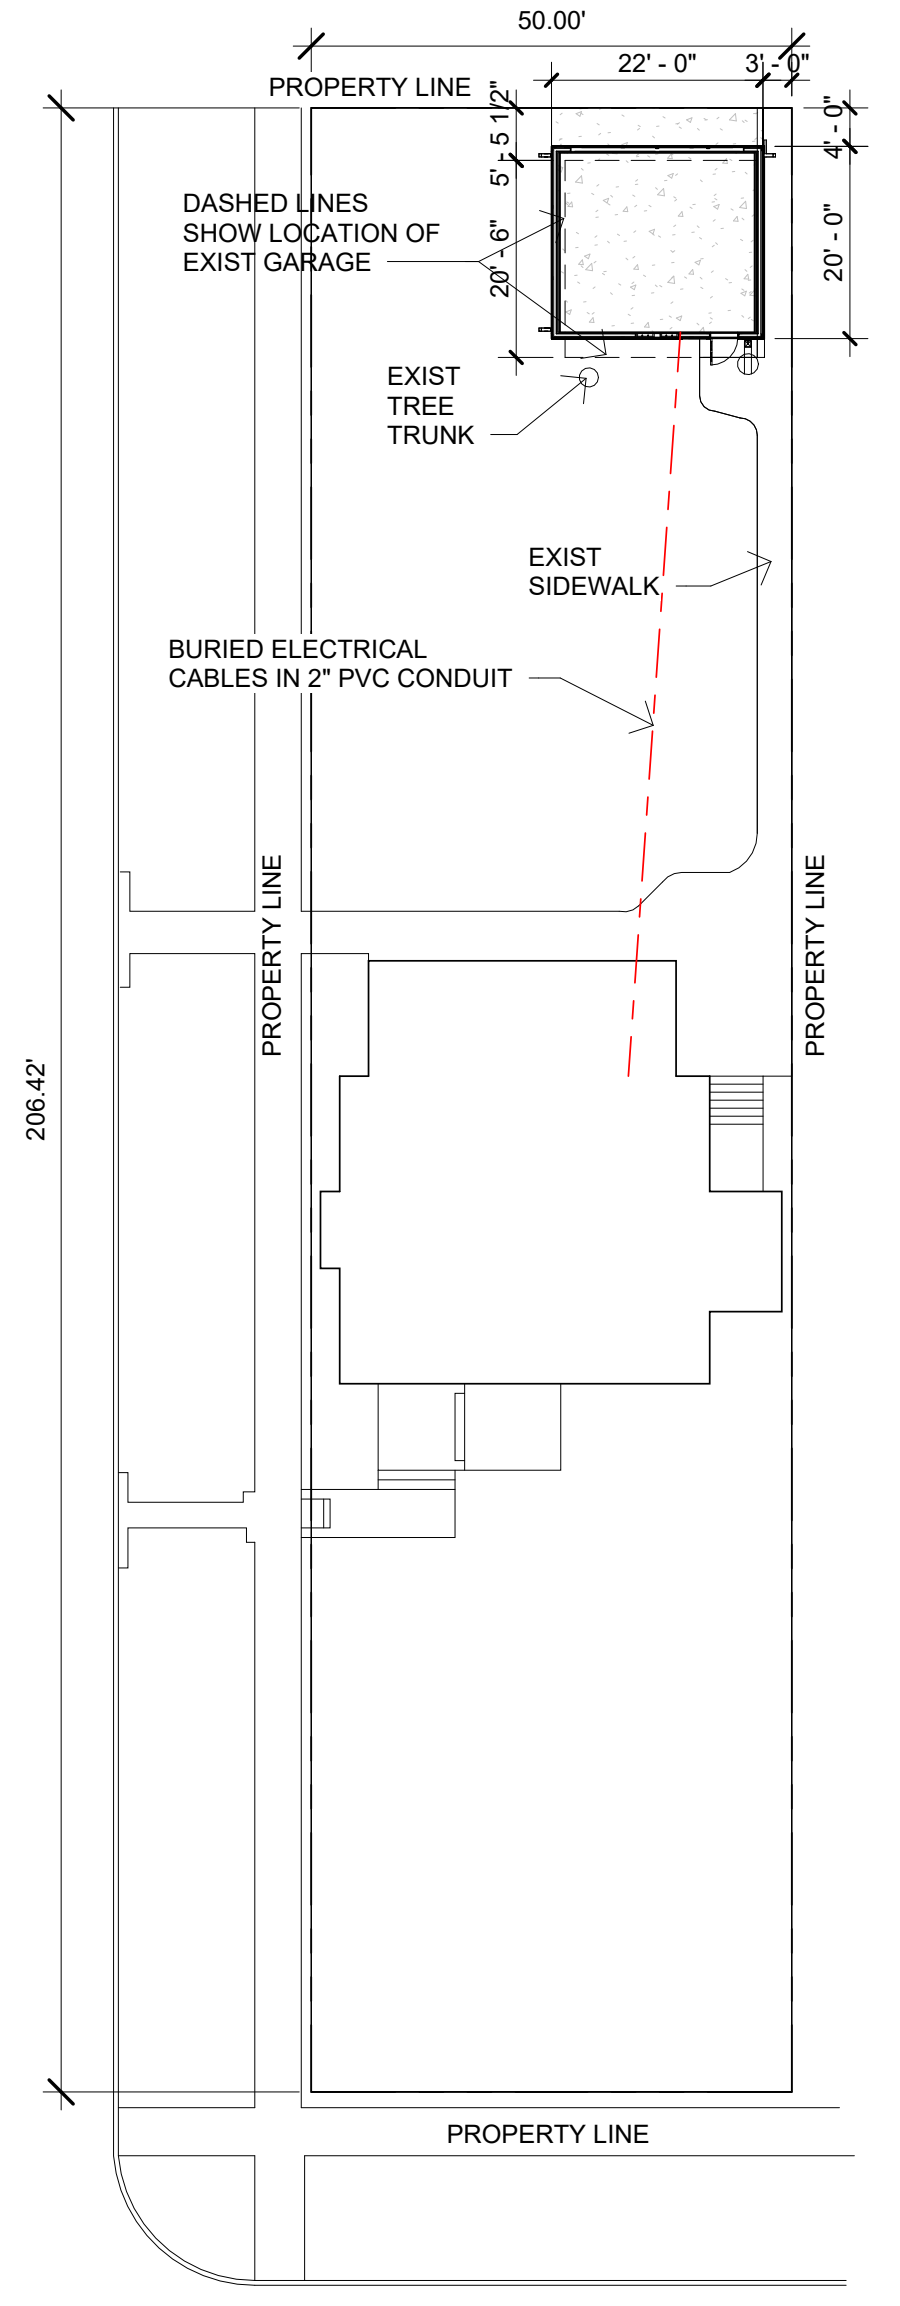 50.00'
22' - 0"
3' - 0"
PROPERTY LINE
5' - 5 1/2"
4' - 0"
DASHED LINES
SHOW LOCATION OF
EXIST GARAGE
20' - 6"
20' - 0"
EXIST
TREE
TRUNK
EXIST
SIDEWALK
BURIED ELECTRICAL
CABLES IN 2" PVC CONDUIT
PROPERTY LINE
PROPERTY LINE
206.42'
PROPERTY LINE